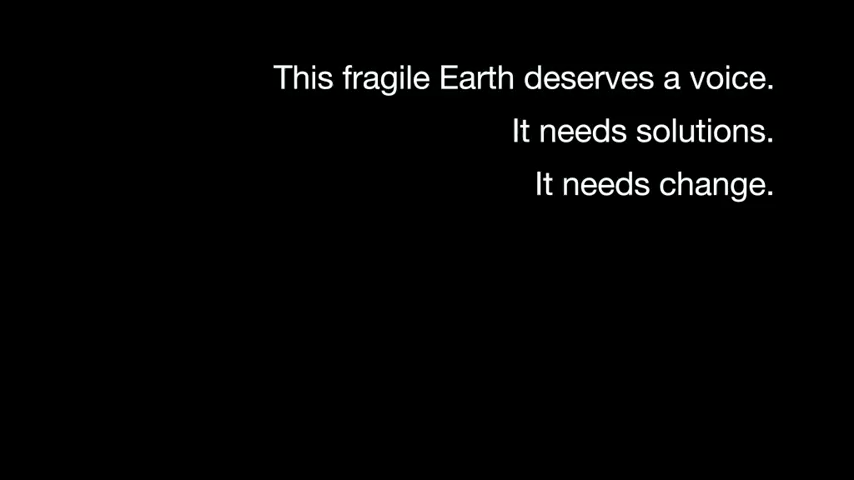 This fragile Earth deserves a voice.
It needs solutions.
It needs change.